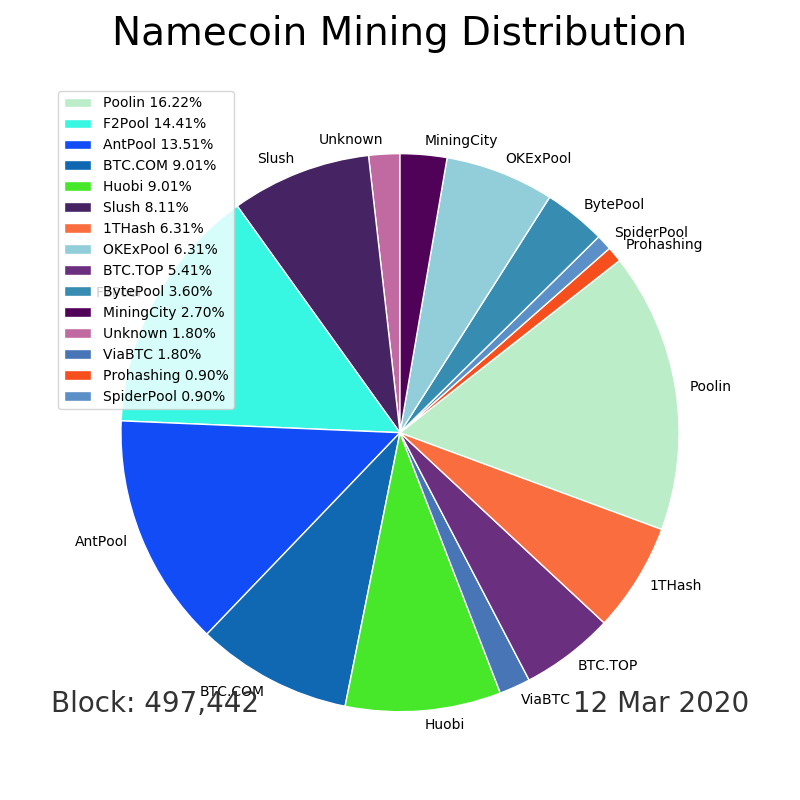 Namecoin Mining Distribution
Poolin 16.22%
F2Pool 14.41%
AntPool 13.51%
BTC.COM 9.01%
Huobi 9.01%
Slush 8.11%
1THash 6.31%
OKExPool 6.31%
BTC.TOP 5.41%
BytePool 3.60%
MiningCity 2.70%
Unknown 1.80%
ViaBTC 1.80%
Prohashing 0.90%
SpiderPool 0.90%
Unknown
MiningCity
Slush
OKExPool
BytePool
SpiderPool
Prohashing
Poolin
AntPool
1THash
BTC.TOP
BTC.COM
ViaBTC
Huobi
Block: 497,442
12 Mar 2020